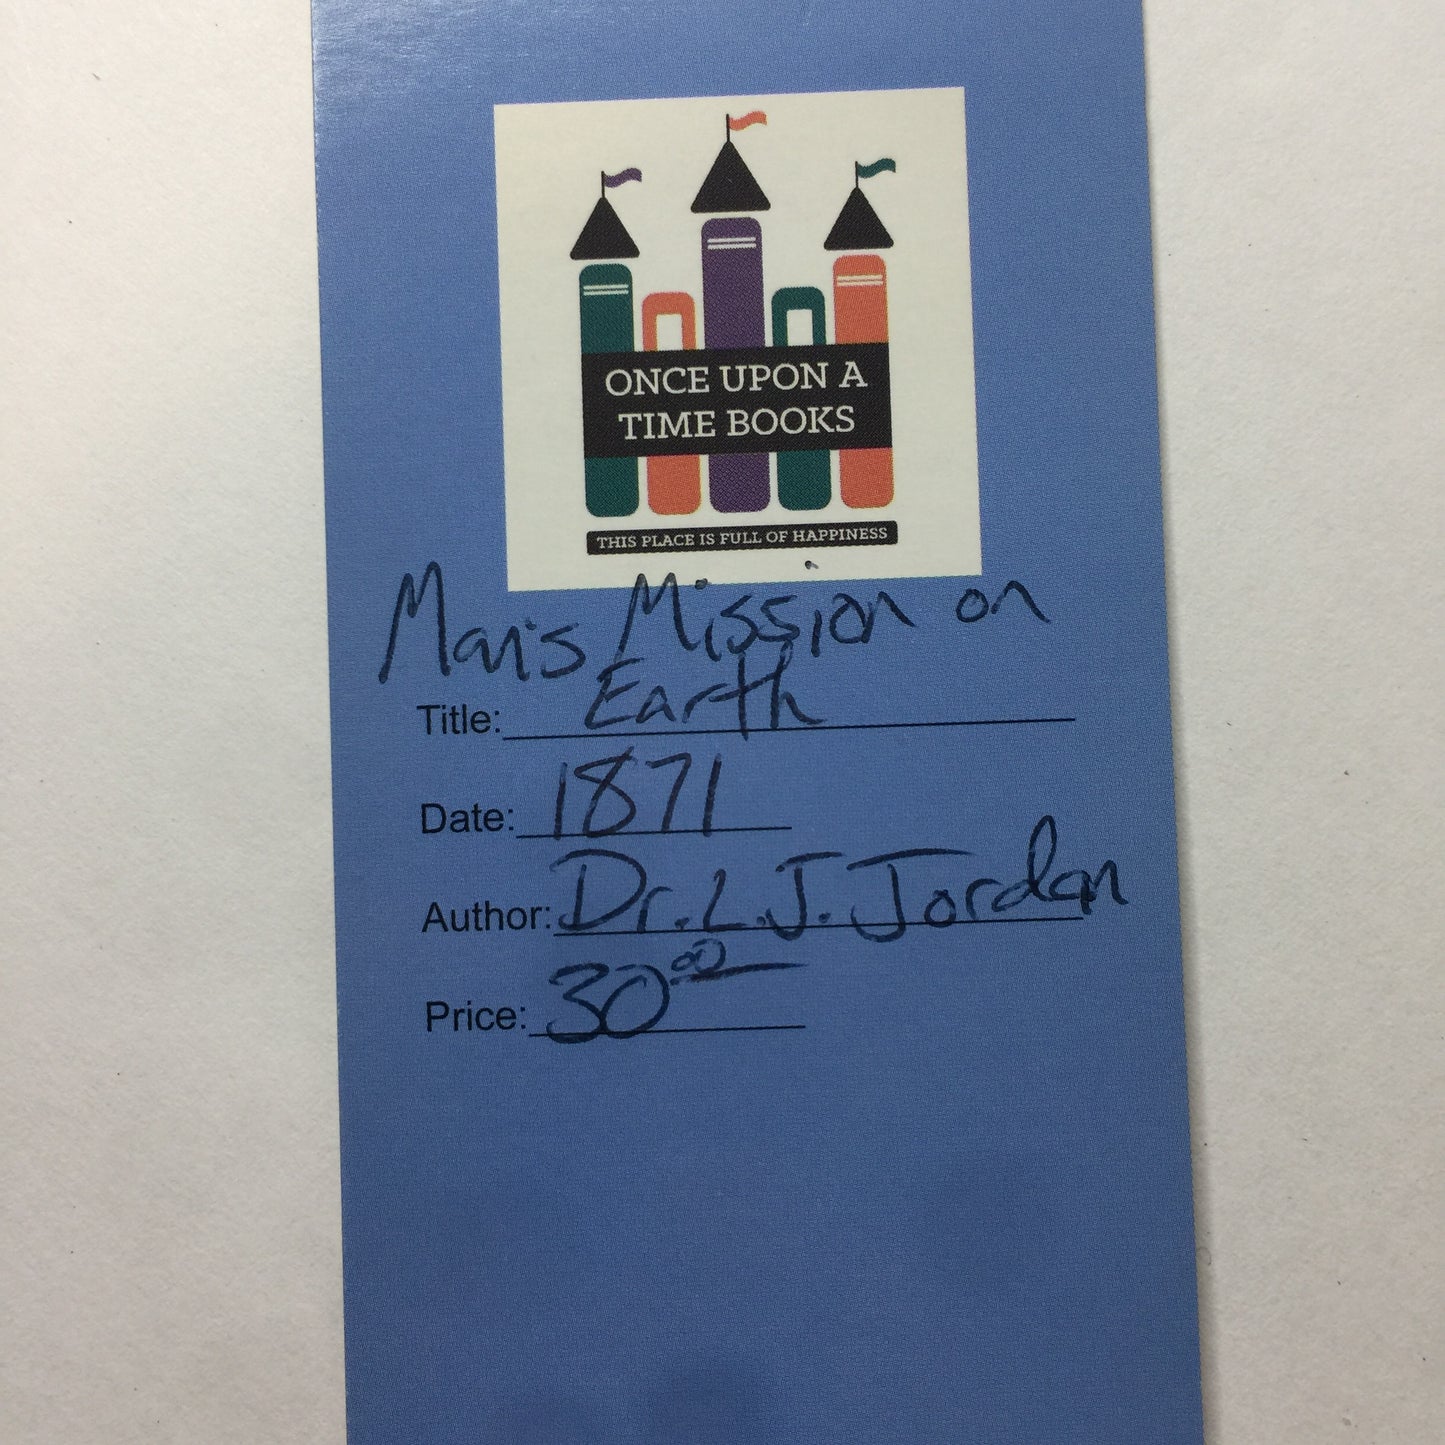 ONCE UPON A
TIME BOOKS
THIS PLACE IS FULL OF HAPPINESS
Man's Mission on
Title: Earth
Date: 1871
Author: Dr. L.J. Jordan
Price: 30.00